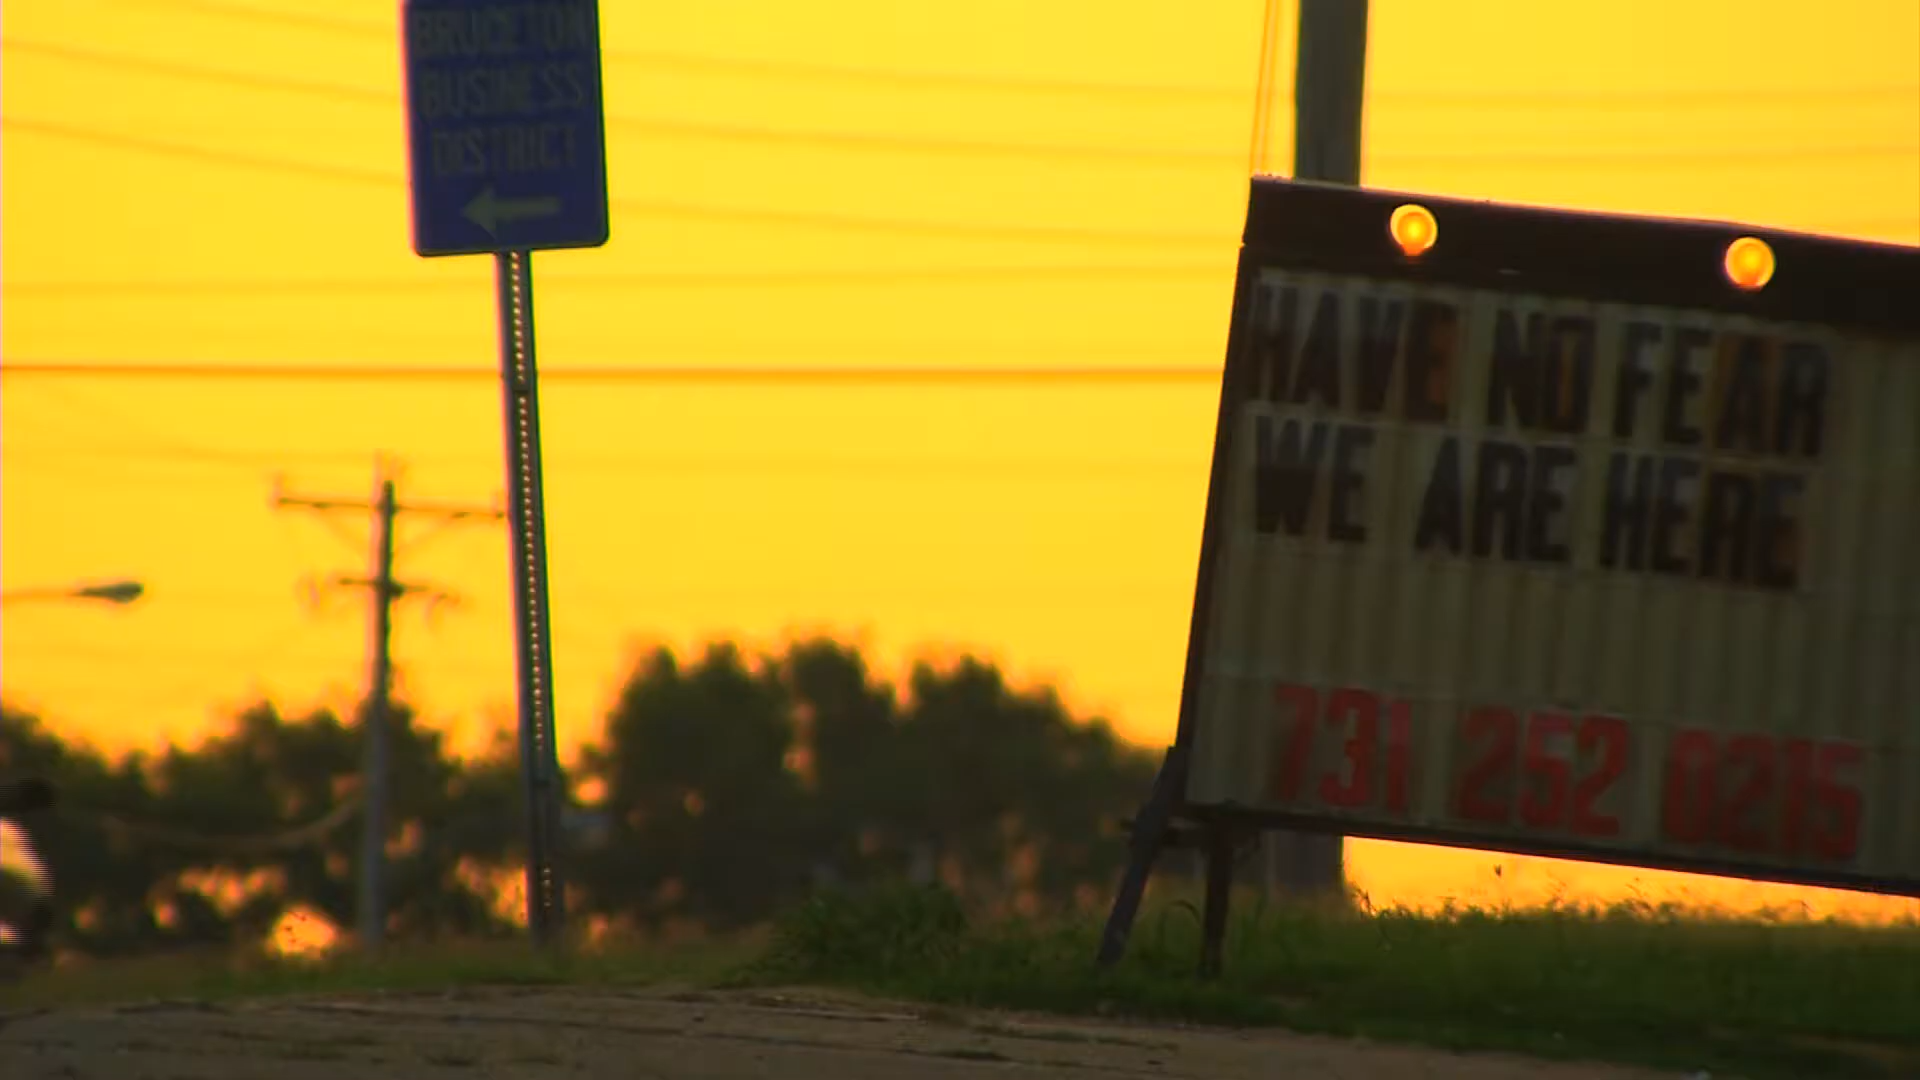 BRUCETON
BUSINESS
DISTRICT
HAVE NO FEAR
WE ARE HERE
731 252 0215